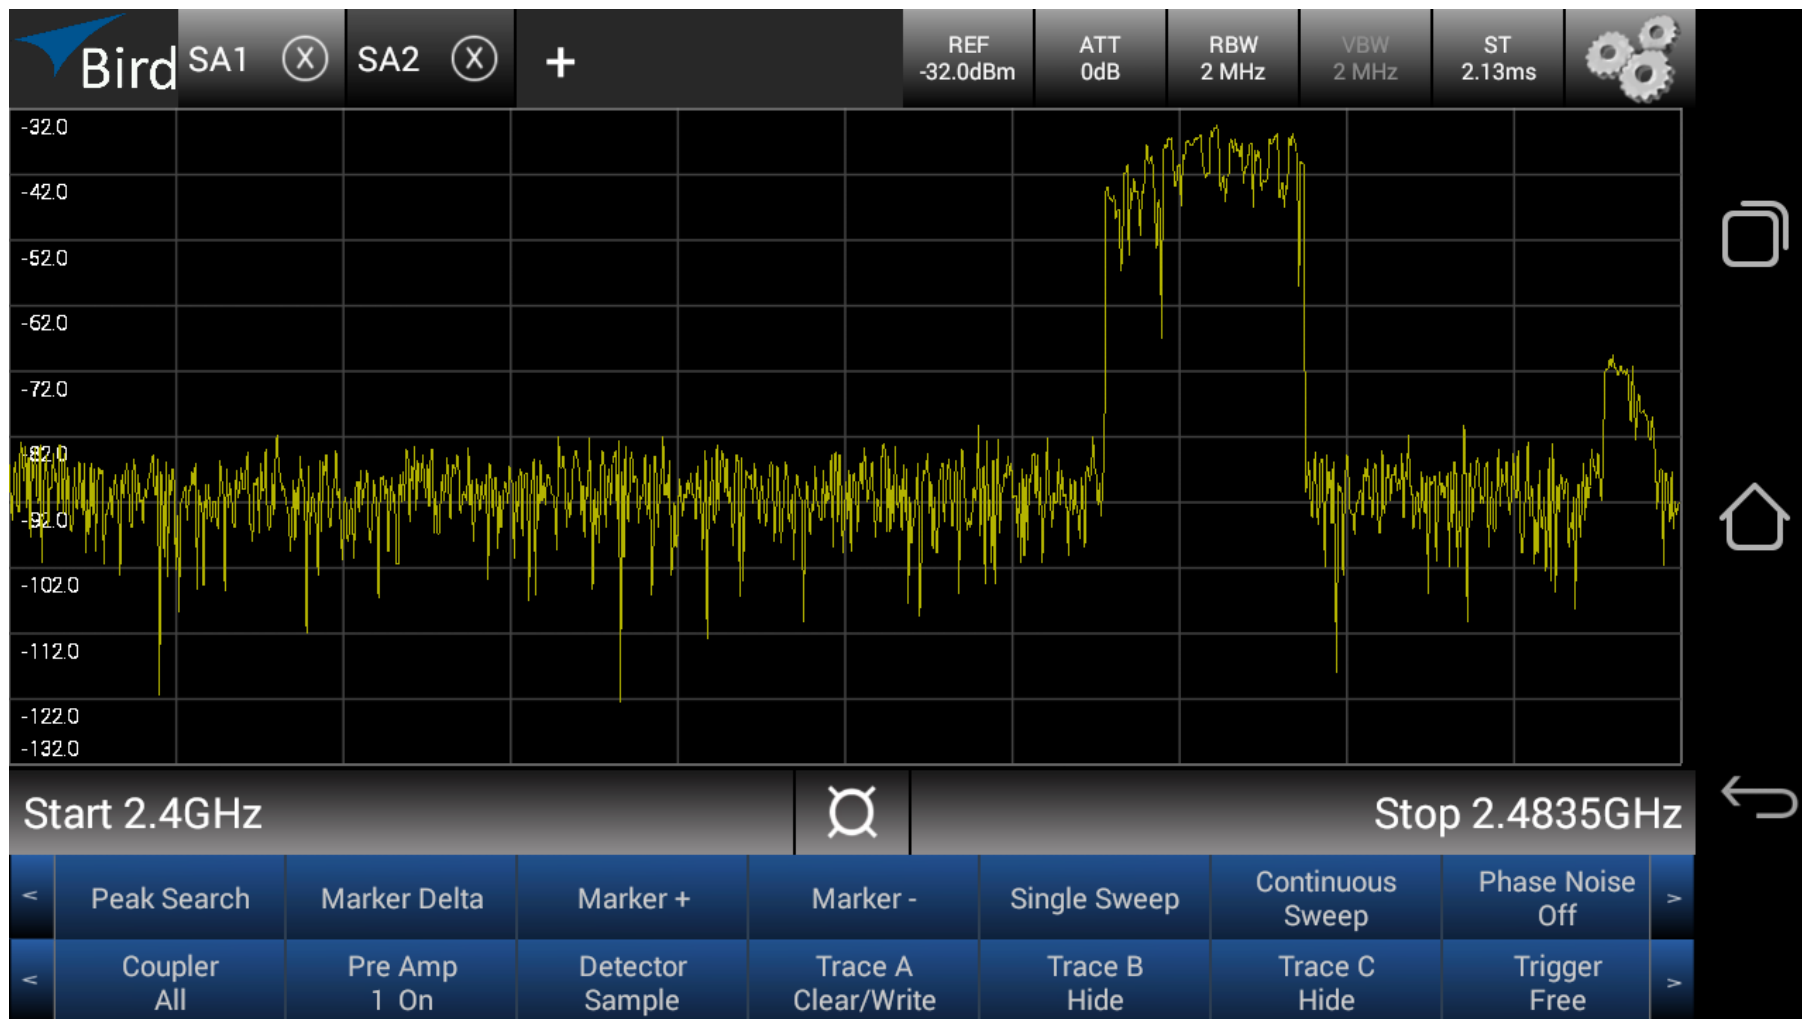 Bird
SA1 X
SA2 X
+
REF
-32.0dBm
ATT
0dB
RBW
2 MHz
VBW
2 MHz
ST
2.13ms
-32.0
-42.0
-52.0
-62.0
-72.0
-82.0
-92.0
-102.0
-112.0
-122.0
-132.0
Start 2.4GHz
Stop 2.4835GHz
<
Peak Search
Marker Delta
Marker +
Marker -
Single Sweep
Continuous
Sweep
Phase Noise
Off
>
<
Coupler
All
Pre Amp
1 On
Detector
Sample
Trace A
Clear/Write
Trace B
Hide
Trace C
Hide
Trigger
Free
>